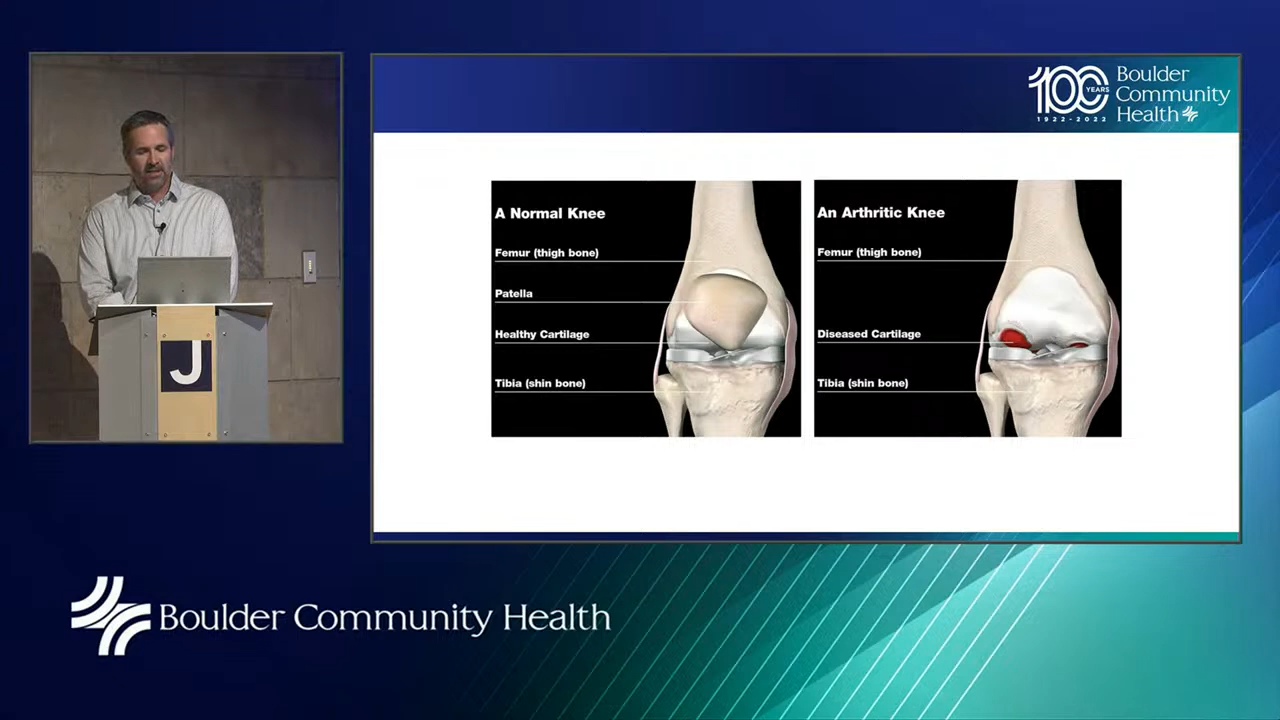 J
100 YEARS
1922-2022
Boulder
Community
Health
A Normal Knee
Femur (thigh bone)
Patella
Healthy Cartilage
Tibia (shin bone)
An Arthritic Knee
Femur (thigh bone)
Diseased Cartilage
Tibia (shin bone)
Boulder Community Health